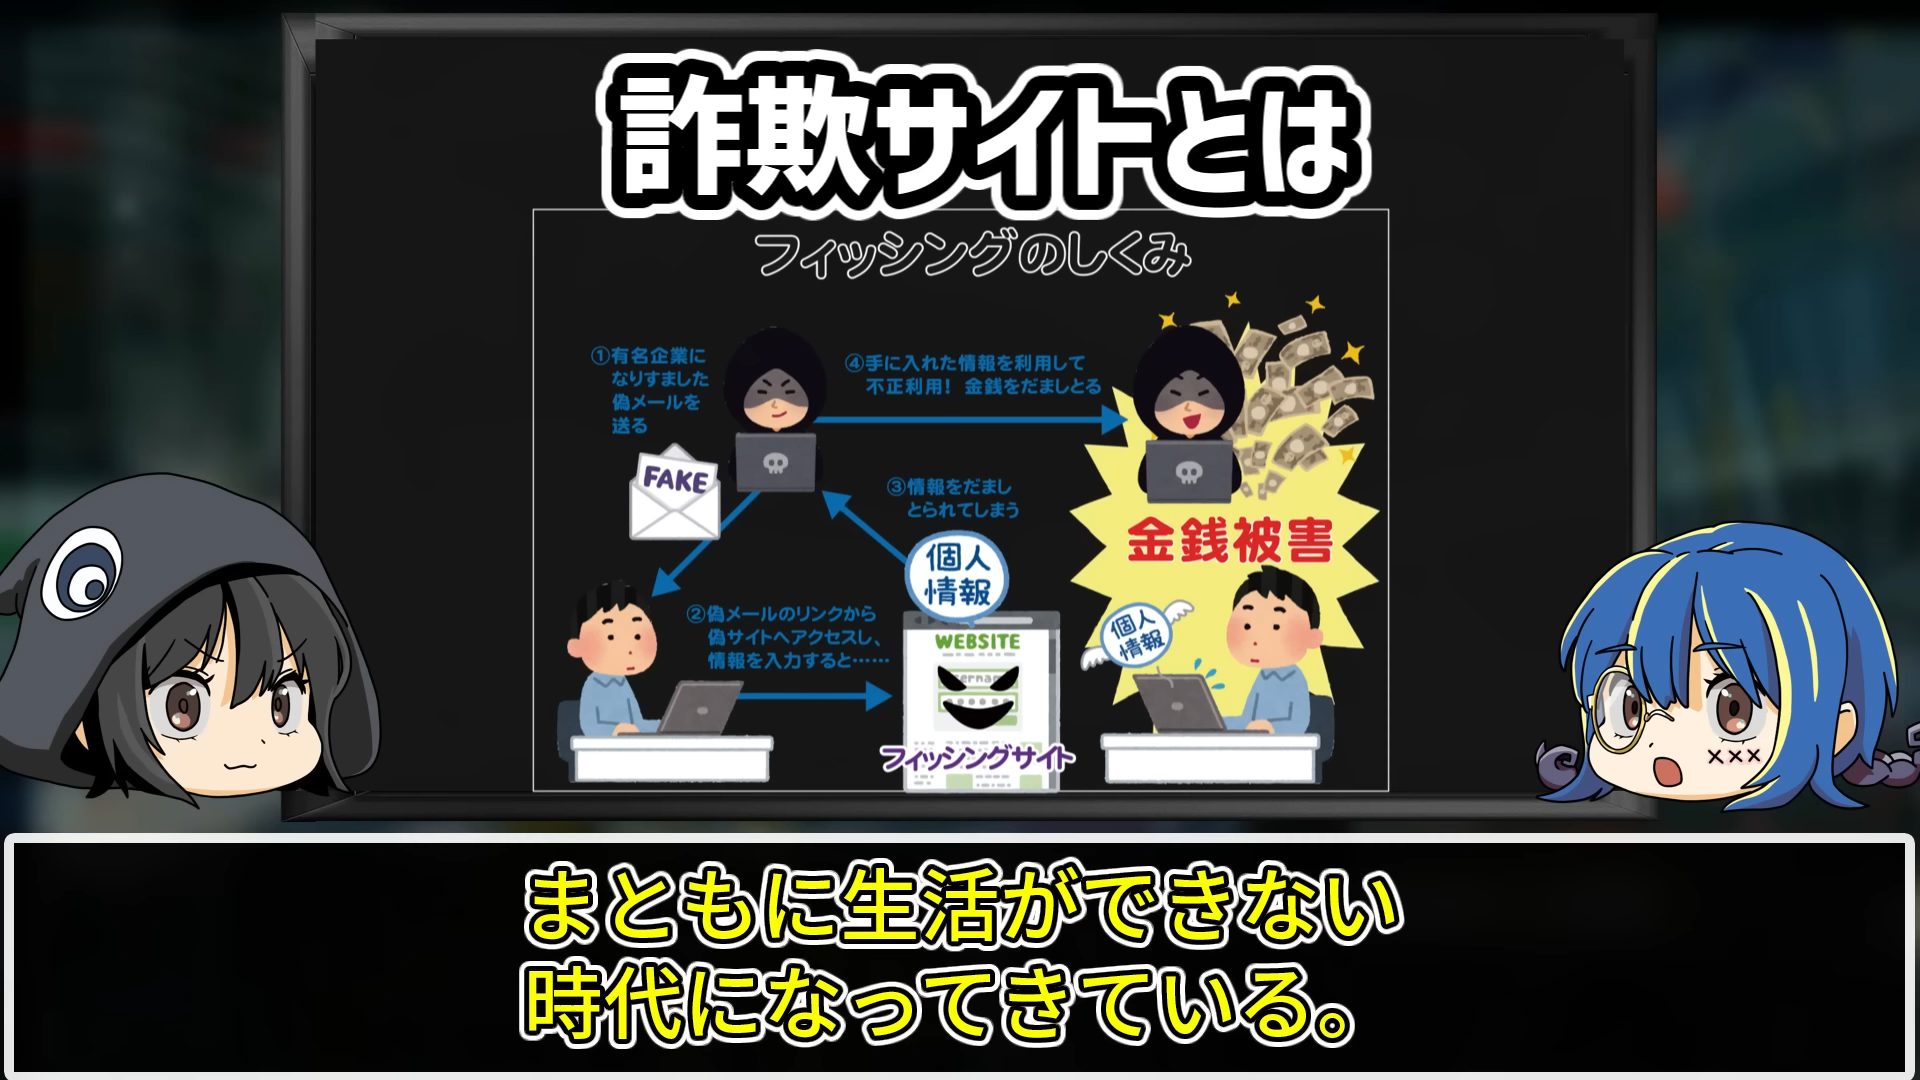 詐欺サイトとは
フィッシングのしくみ
①有名企業に
なりすました
偽メールを
送る
④手に入れた情報を利用して
不正利用! 金銭をだましとる
FAKE
③情報をだまし
とられてしまう
個人
情報
金銭被害
②偽メールのリンクから
偽サイトへアクセスし、
情報を入力すると……
WEBSITE
個人
情報
フィッシングサイト
まともに生活ができない
時代になってきている。